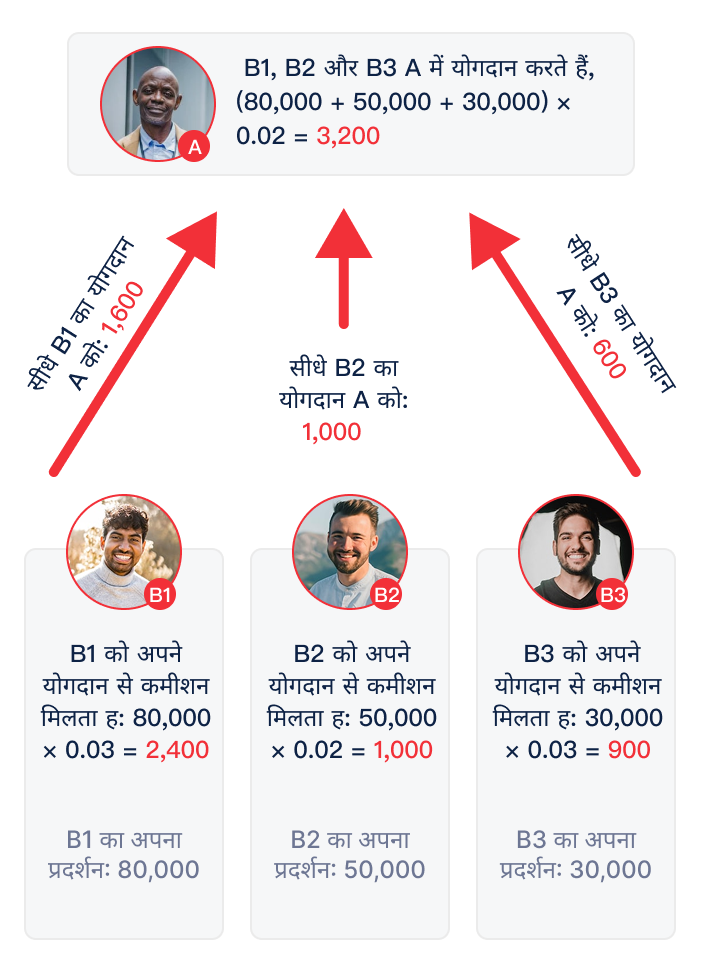 B1, B2 और B3 A में योगदान करते हैं,
(80,000 + 50,000 + 30,000) ×
0.02 = 3,200
A
सीधे B1 का योगदान
A को: 1,600
सीधे B2 का
योगदान A को:
1,000
सीधे B3 का योगदान
A को: 600
B1
B1 को अपने
योगदान से कमीशन
मिलता ह: 80,000
× 0.03 = 2,400
B1 का अपना
प्रदर्शन: 80,000
B2
B2 को अपने
योगदान से कमीशन
मिलता ह: 50,000
× 0.02 = 1,000
B2 का अपना
प्रदर्शन: 50,000
B3
B3 को अपने
योगदान से कमीशन
मिलता ह: 30,000
× 0.03 = 900
B3 का अपना
प्रदर्शन: 30,000